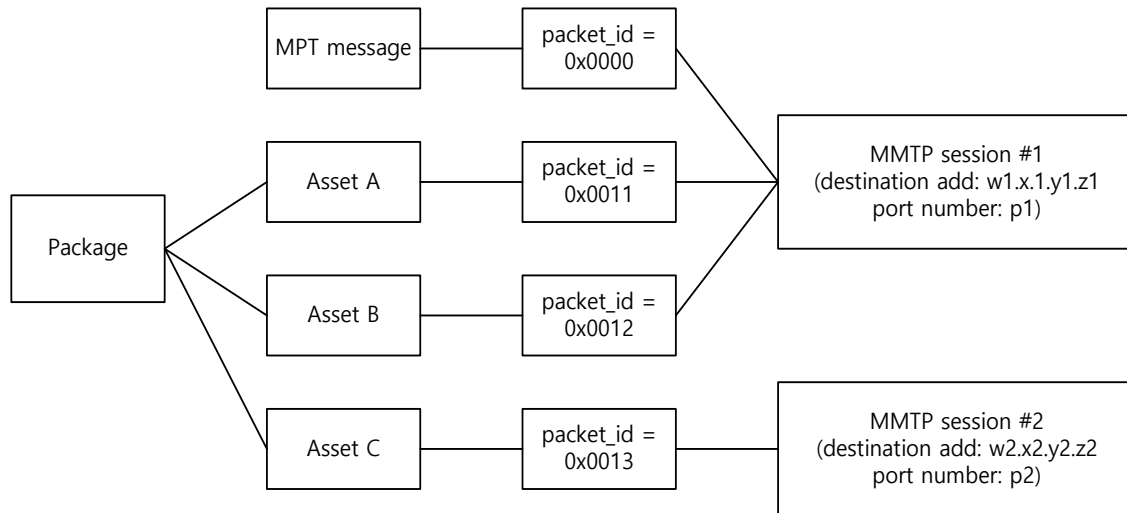 MPT message
packet_id =
0x0000
Asset A
packet_id =
0x0011
MMTP session #1
(destination add: w1.x.1.y1.z1
port number: p1)
Package
Asset B
packet_id =
0x0012
Asset C
packet_id =
0x0013
MMTP session #2
(destination add: w2.x2.y2.z2
port number: p2)